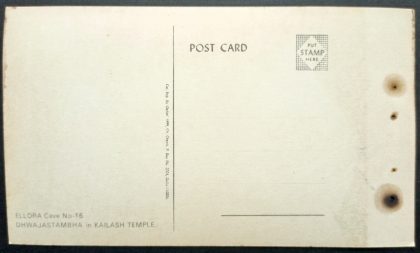 POST CARD
PUT
STAMP
HERE
ELLORA Cave No-16
DHWAJASTAMBHA in KAILASH TEMPLE.